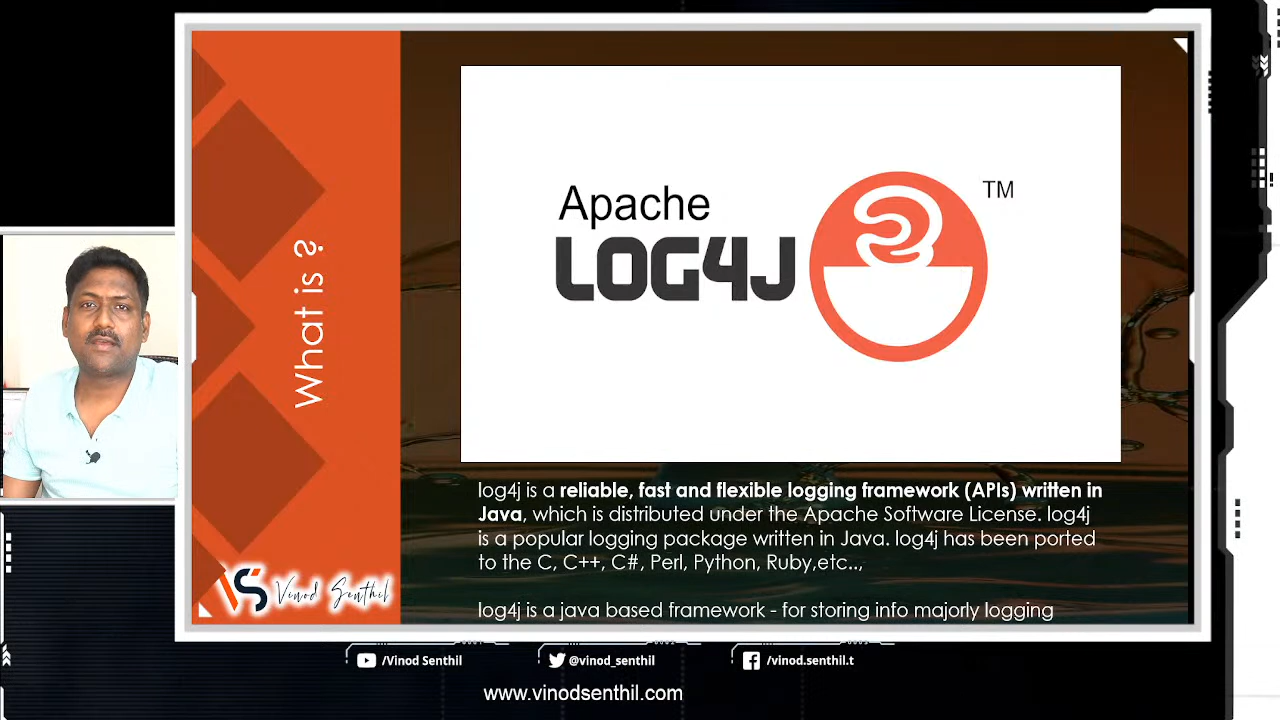 What is ?
Apache
LOG4J
TM
log4j is a reliable, fast and flexible logging framework (APIs) written in
Java, which is distributed under the Apache Software License. log4j
is a popular logging package written in Java. log4j has been ported
to the C, C++, C#, Perl, Python, Ruby,etc..,
log4j is a java based framework - for storing info majorly logging
VS Vinod Senthil
/Vinod Senthil
@vinod_senthil
/vinod.senthil.t
www.vinodsenthil.com